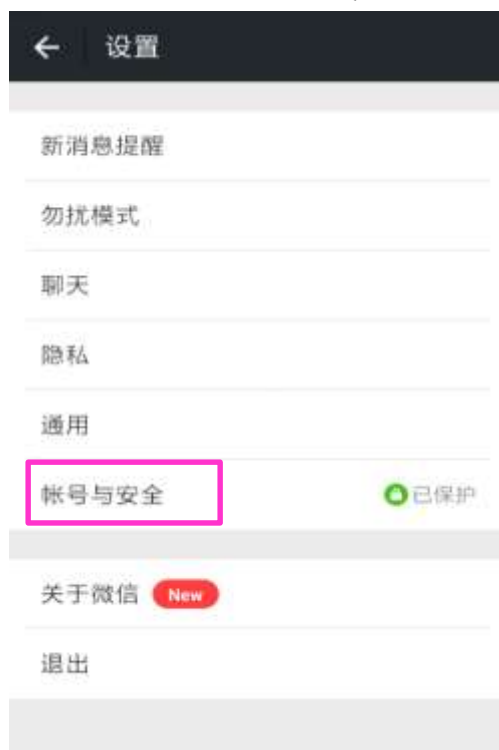 设置
新消息提醒
勿扰模式
聊天
隐私
通用
帐号与安全 已保护
关于微信 New
退出